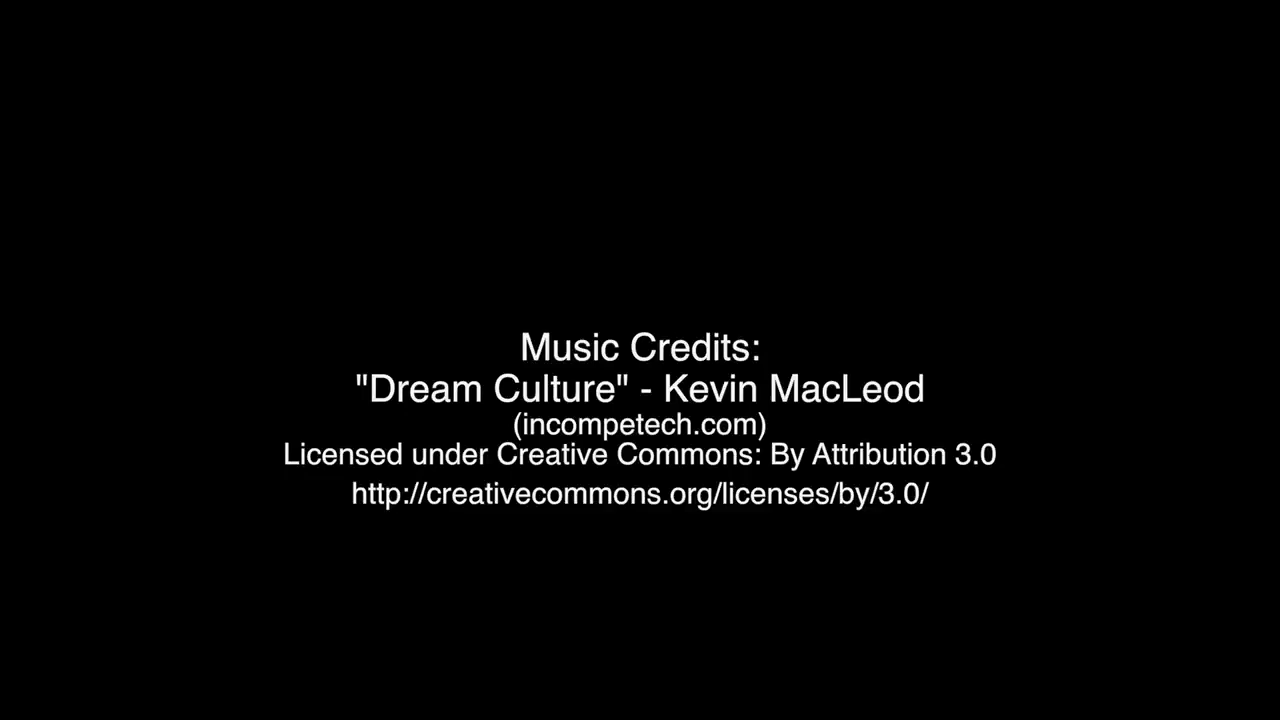 Music Credits:
"Dream Culture" - Kevin MacLeod
(incompetech.com)
Licensed under Creative Commons: By Attribution 3.0
http://creativecommons.org/licenses/by/3.0/